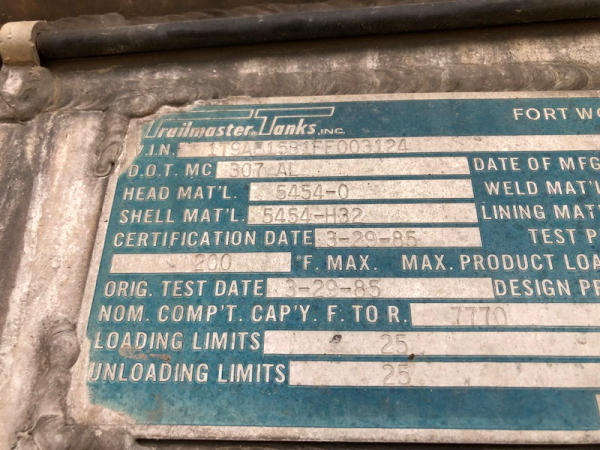 Trailmaster Tanks, INC. FORT WO
V.I.N. 1T9A
D.O.T. MC 307 AL DATE OF MFG
HEAD MAT'L. 5454-0 WELD MAT'L
SHELL MAT'L. 5454-H32 LINING MAT'
CERTIFICATION DATE 3-29-85 TEST P
200 °F. MAX. MAX. PRODUCT LOA
ORIG. TEST DATE 3-29-85 DESIGN PR
NOM. COMP'T. CAP'Y. F. TO R. 7770
LOADING LIMITS 25
UNLOADING LIMITS 25